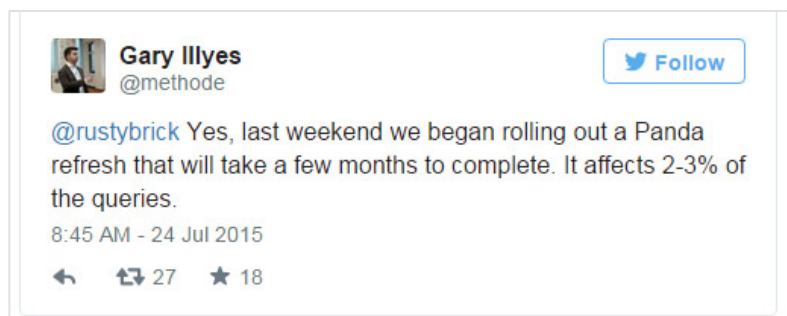 Gary Illyes
Follow
@methode
@rustybrick Yes, last weekend we began rolling out a Panda
refresh that will take a few months to complete. It affects 2-3% of
the queries.
8:45 AM - 24 Jul 2015
27 18